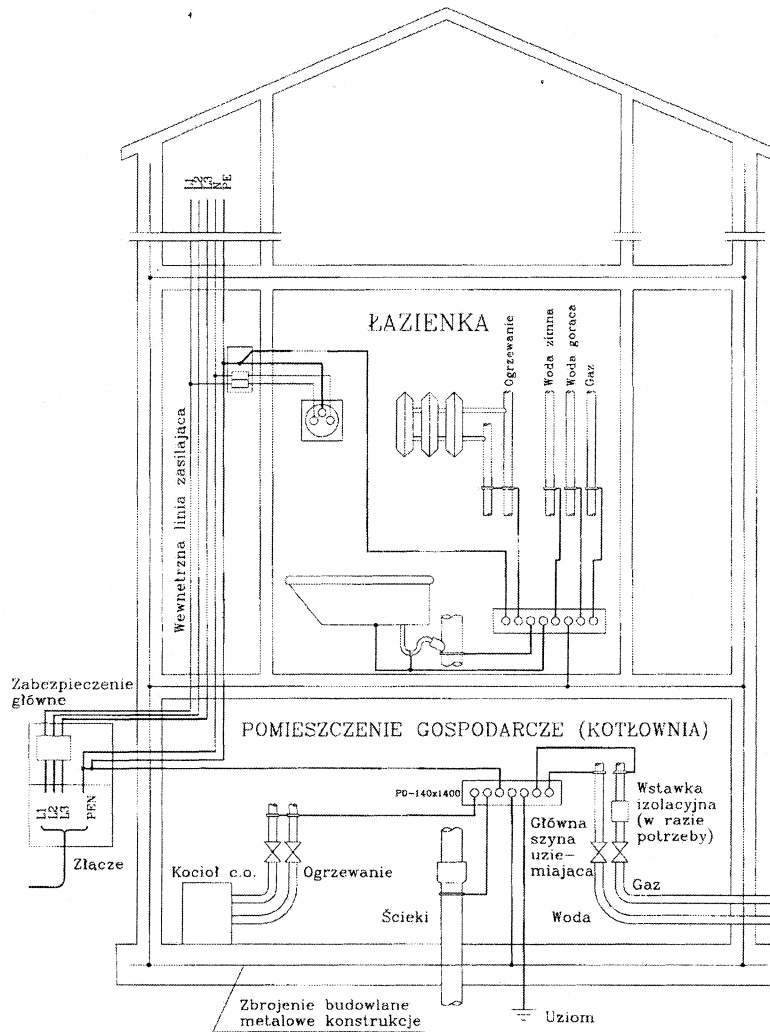 L1
L2
L3
N
PE
ŁAZIENKA
Ogrzewanie
Woda zimna
Woda gorąca
Gaz
Wewnętrzna linia zasilająca
Zabezpieczenie
główne
POMIESZCZENIE GOSPODARCZE (KOTŁOWNIA)
L1
L2
L3
PEN
Złącze
PD-140x1400
Kocioł c.o.
Ogrzewanie
Ścieki
Główna
szyna
uzie-
miająca
Wstawka
izolacyjna
(w razie
potrzeby)
Gaz
Woda
Zbrojenie budowlane
metalowe konstrukcje
Uziom